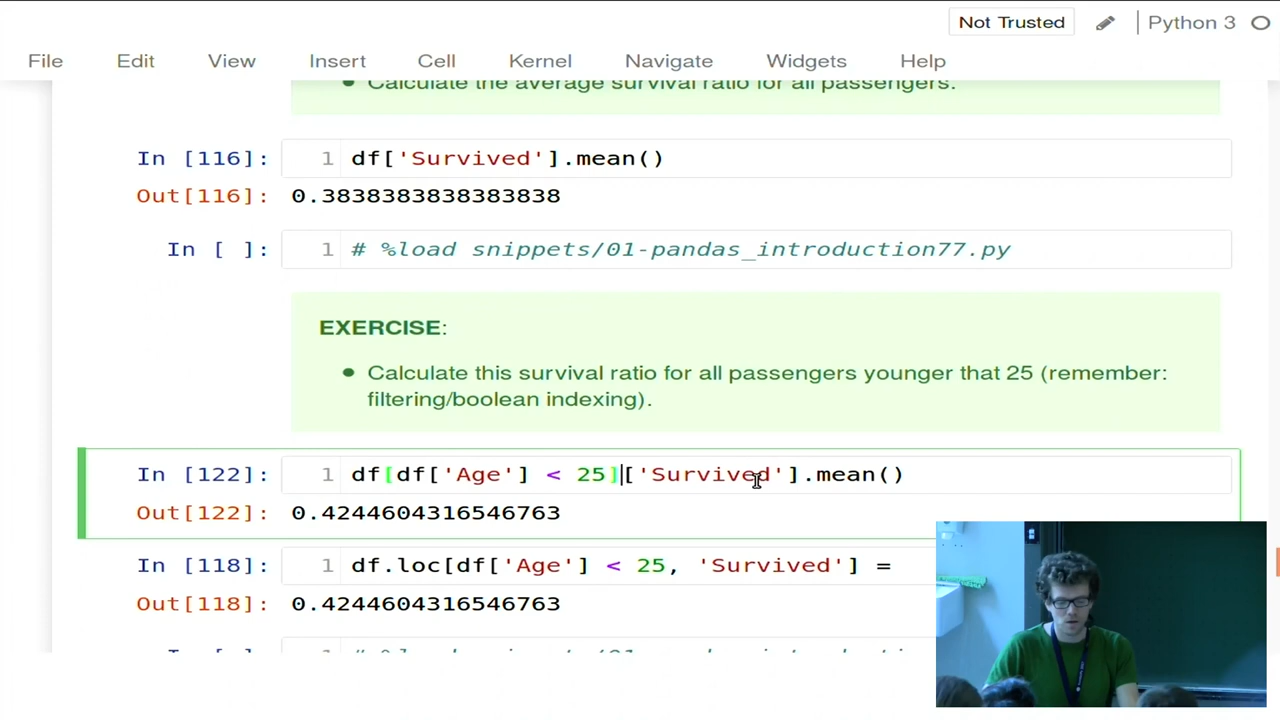 Not Trusted
Python 3
File Edit View Insert Cell Kernel Navigate Widgets Help
Calculate the average survival ratio for all passengers.
In [116]: 1 df['Survived'].mean()
Out[116]: 0.3838383838383838
In [ ]: 1 # %load snippets/01-pandas_introduction77.py
EXERCISE:
Calculate this survival ratio for all passengers younger that 25 (remember:
filtering/boolean indexing).
In [122]: 1 df[df['Age'] < 25]['Survived'].mean()
Out[122]: 0.4244604316546763
In [118]: 1 df.loc[df['Age'] < 25, 'Survived'] =
Out[118]: 0.4244604316546763